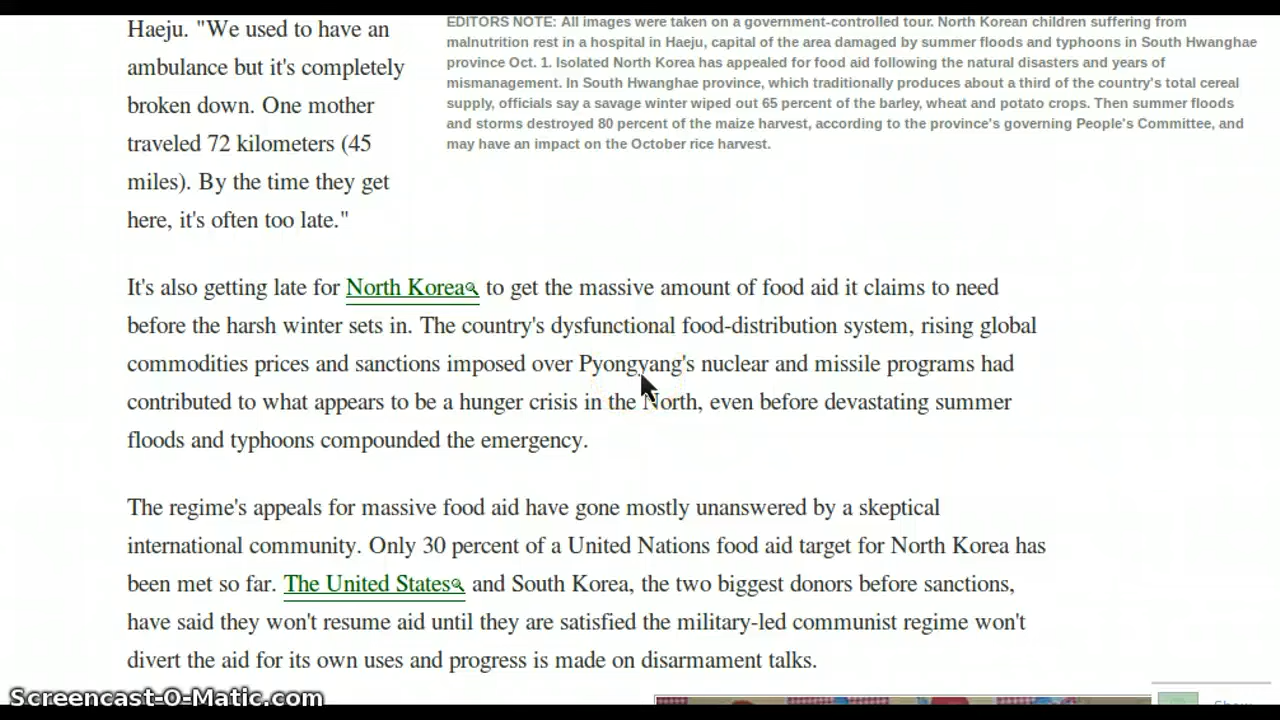 Haeju. "We used to have an
ambulance but it's completely
broken down. One mother
traveled 72 kilometers (45
miles). By the time they get
here, it's often too late."
EDITORS NOTE: All images were taken on a government-controlled tour. North Korean children suffering from
malnutrition rest in a hospital in Haeju, capital of the area damaged by summer floods and typhoons in South Hwanghae
province Oct. 1. Isolated North Korea has appealed for food aid following the natural disasters and years of
mismanagement. In South Hwanghae province, which traditionally produces about a third of the country's total cereal
supply, officials say a savage winter wiped out 65 percent of the barley, wheat and potato crops. Then summer floods
and storms destroyed 80 percent of the maize harvest, according to the province's governing People's Committee, and
may have an impact on the October rice harvest.
It's also getting late for North Korea to get the massive amount of food aid it claims to need
before the harsh winter sets in. The country's dysfunctional food-distribution system, rising global
commodities prices and sanctions imposed over Pyongyang's nuclear and missile programs had
contributed to what appears to be a hunger crisis in the North, even before devastating summer
floods and typhoons compounded the emergency.
The regime's appeals for massive food aid have gone mostly unanswered by a skeptical
international community. Only 30 percent of a United Nations food aid target for North Korea has
been met so far. The United States and South Korea, the two biggest donors before sanctions,
have said they won't resume aid until they are satisfied the military-led communist regime won't
divert the aid for its own uses and progress is made on disarmament talks.
Screencast-O-Matic.com